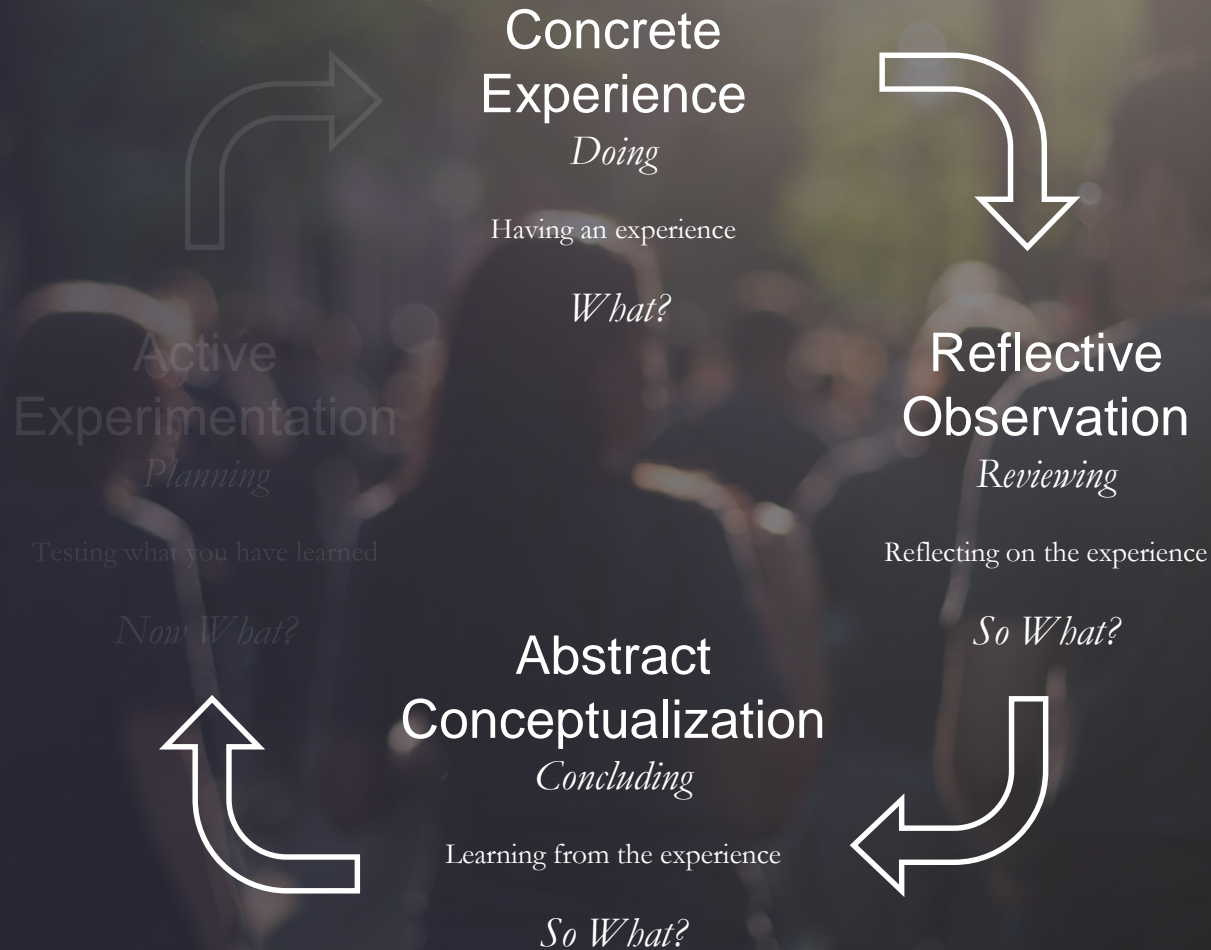 Concrete
Experience
Doing
Having an experience
What?
Reflective
Observation
Reviewing
Reflecting on the experience
So What?
Abstract
Conceptualization
Concluding
Learning from the experience
So What?
Active
Experimentation
Planning
Testing what you have learned
Now What?